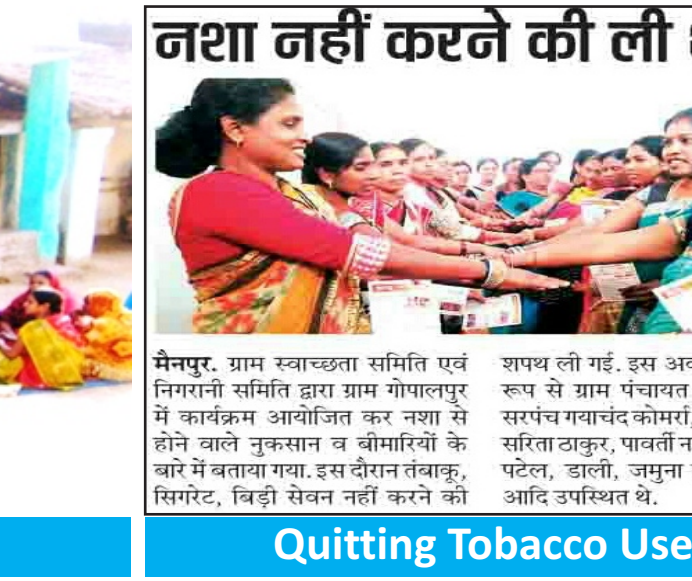 नशा नहीं करने की ली
मैनपुर. ग्राम स्वाच्छता समिति एवं
निगरानी समिति द्वारा ग्राम गोपालपुर
में कार्यक्रम आयोजित कर नशा से
होने वाले नुकसान व बीमारियों के
बारे में बताया गया. इस दौरान तंबाकू,
सिगरेट, बिड़ी सेवन नहीं करने की
शपथ ली गई. इस
रूप से ग्राम पंचायत
सरपंच गयाचंद कोमर्रा,
सरिता ठाकुर, पावर्ती
पटेल, डाली, जमुना
आदि उपस्थित थे.
Quitting Tobacco Use